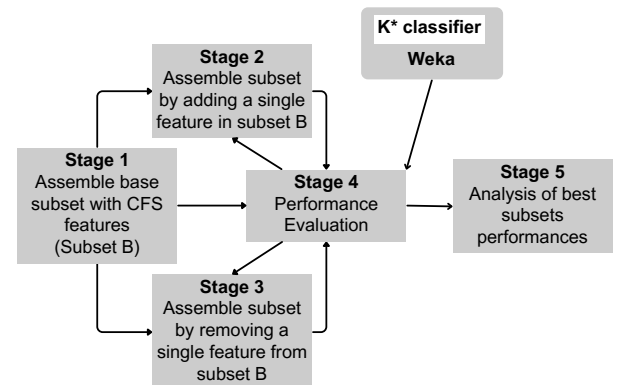 K* classifier
Weka
Stage 2
Assemble subset
by adding a single
feature in subset B
Stage 1
Assemble base
subset with CFS
features
(Subset B)
Stage 4
Performance
Evaluation
Stage 5
Analysis of best
subsets
performances
Stage 3
Assemble subset
by removing a
single feature from
subset B